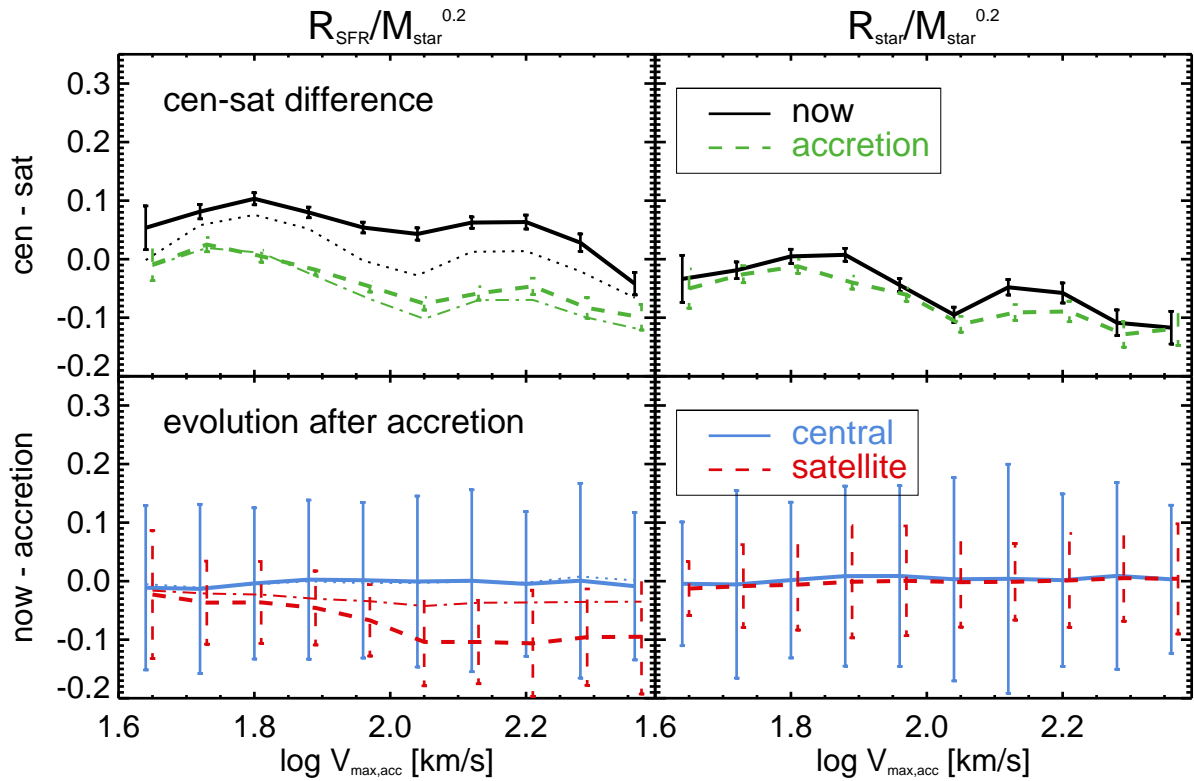 R_SFR/M_star^0.2
R_star/M_star^0.2
0.3
cen-sat difference
now
0.2
accretion
cen - sat
0.1
0.0
-0.1
-0.2
0.3
evolution after accretion
central
0.2
satellite
now - accretion
0.1
0.0
-0.1
-0.2
1.6 1.8 2.0 2.2 1.6 1.8 2.0 2.2
log V_max,acc [km/s]
log V_max,acc [km/s]